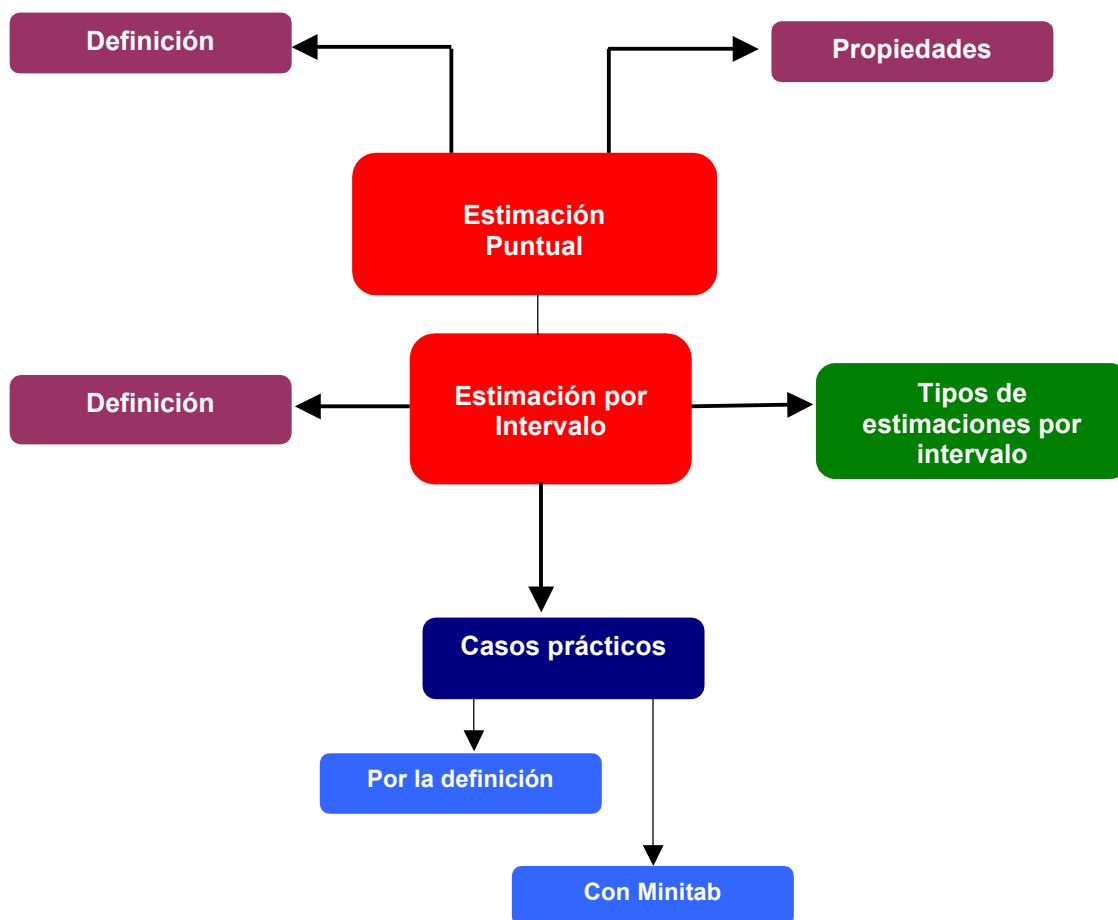 Definición
Propiedades
Estimación
Puntual
Definición
Estimación por
Intervalo
Tipos de
estimaciones por
intervalo
Casos prácticos
Por la definición
Con Minitab